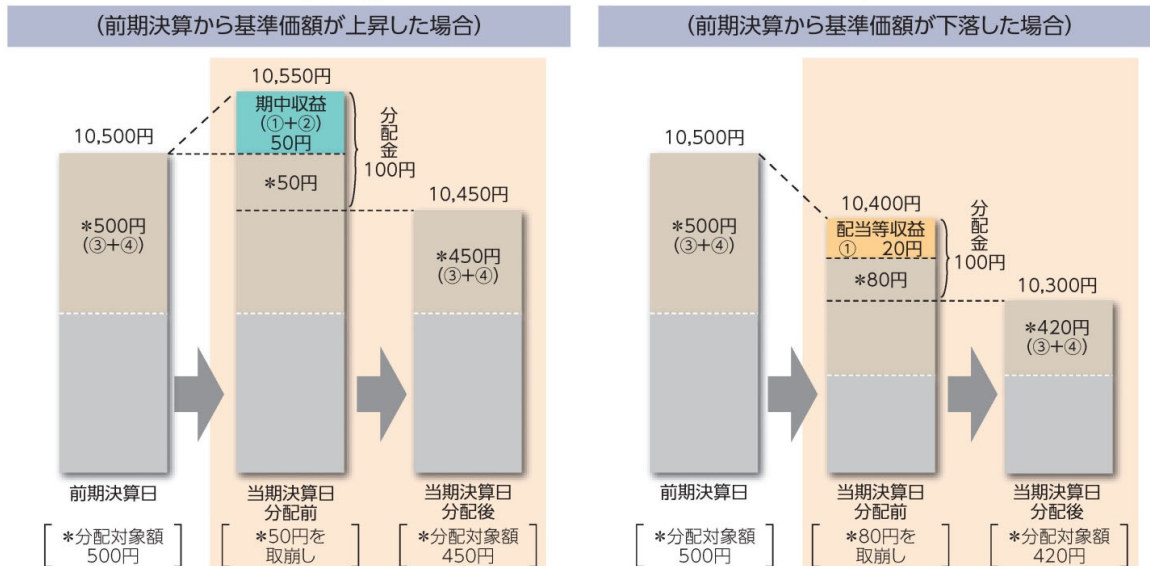 (前期決算から基準価額が上昇した場合)
10,550円
期中収益
(①+②)
50円
分配金
100円
10,500円
*50円
10,450円
*500円
(③+④)
*450円
(③+④)
前期決算日
当期決算日
分配前
当期決算日
分配後
*分配対象額
500円
*50円を
取崩し
*分配対象額
450円
(前期決算から基準価額が下落した場合)
10,500円
10,400円
配当等収益
① 20円
分配金
100円
*500円
(③+④)
*80円
10,300円
*420円
(③+④)
前期決算日
当期決算日
分配前
当期決算日
分配後
*分配対象額
500円
*80円を
取崩し
*分配対象額
420円